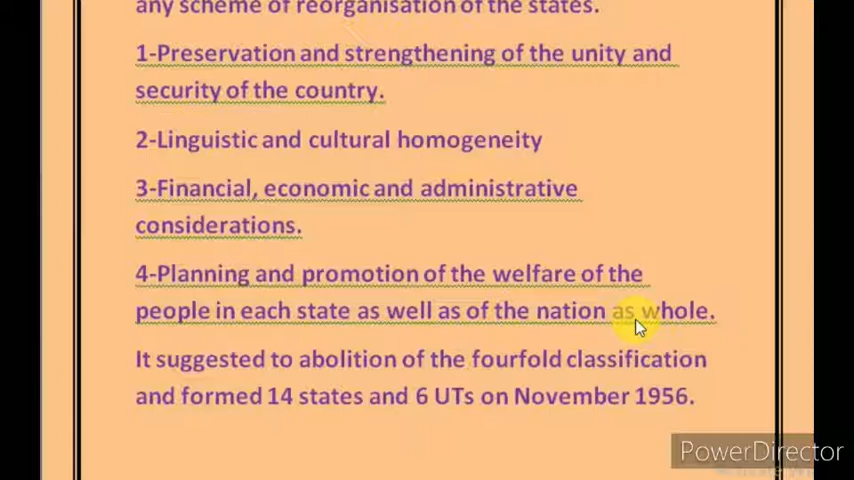 any scheme of reorganisation of the states.
1-Preservation and strengthening of the unity and
security of the country.
2-Linguistic and cultural homogeneity
3-Financial, economic and administrative
considerations.
4-Planning and promotion of the welfare of the
people in each state as well as of the nation as whole.
It suggested to abolition of the fourfold classification
and formed 14 states and 6 UTs on November 1956.
PowerDirector